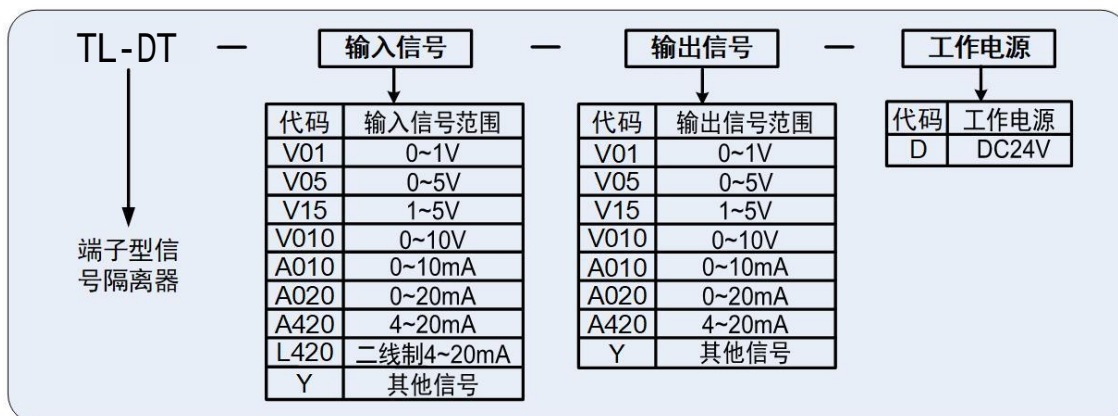 TL-DT — 输入信号 — 输出信号 — 工作电源
端子型信
号隔离器
代码 输入信号范围
V01 0~1V
V05 0~5V
V15 1~5V
V010 0~10V
A010 0~10mA
A020 0~20mA
A420 4~20mA
L420 二线制4~20mA
Y 其他信号
代码 输出信号范围
V01 0~1V
V05 0~5V
V15 1~5V
V010 0~10V
A010 0~10mA
A020 0~20mA
A420 4~20mA
Y 其他信号
代码 工作电源
D DC24V